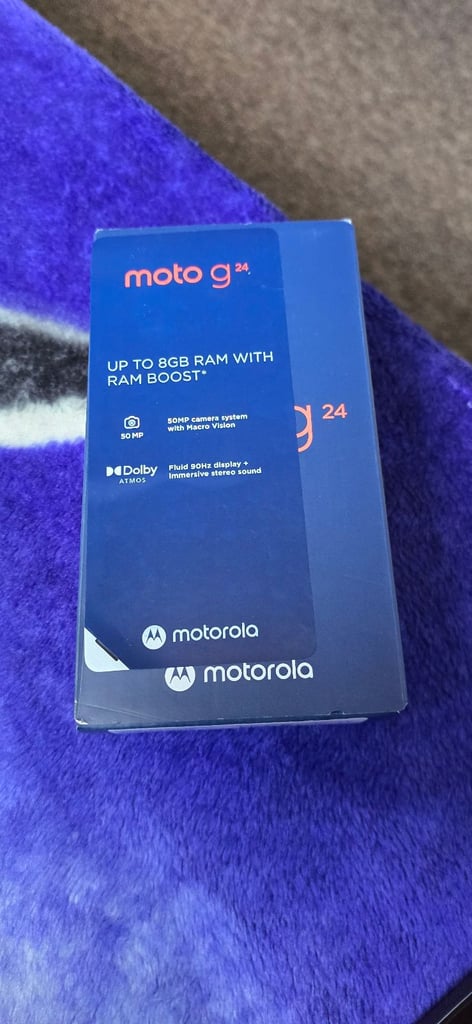 moto g 24
UP TO 8GB RAM WITH
RAM BOOST*
50MP camera system
with Macro Vision
50 MP
Dolby
ATMOS
Fluid 90Hz display +
immersive stereo sound
motorola
g 24
motorola